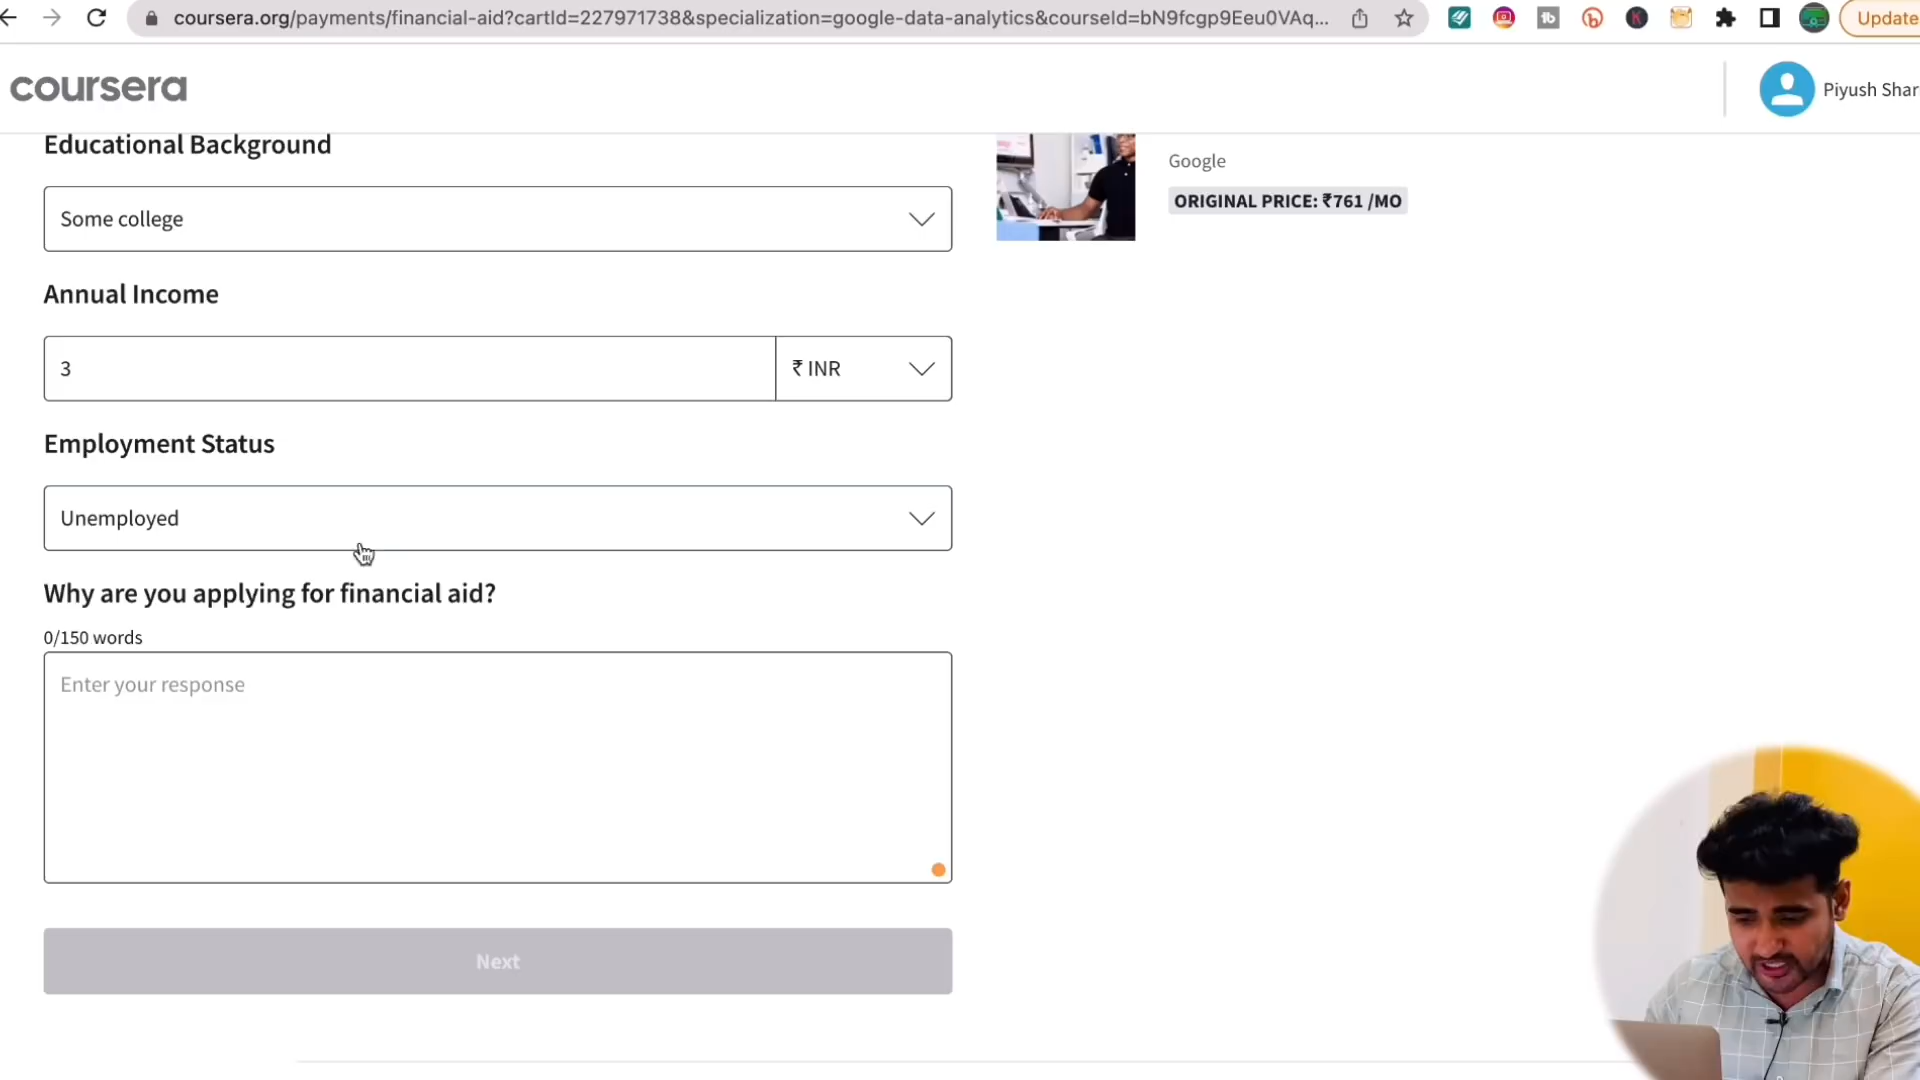 coursera.org/payments/financial-aid?cartId=227971738&specialization=google-data-analytics&courseId=bN9fcgp9Eeu0VAq...
Update
coursera
Piyush Shar
Educational Background
Google
Some college
ORIGINAL PRICE: ₹761 /MO
Annual Income
3
₹ INR
Employment Status
Unemployed
Why are you applying for financial aid?
0/150 words
Enter your response
Next